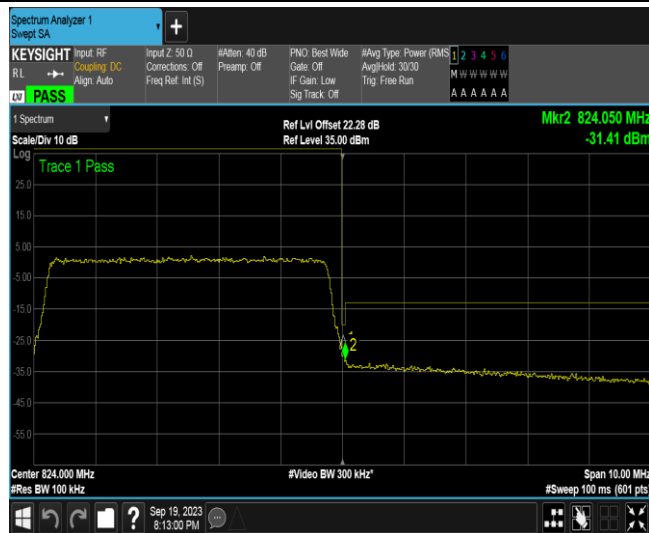 Spectrum Analyzer 1
Swept SA
KEYSIGHT
RL
Input: RF
Coupling: DC
Align: Auto
Input Z: 50 Ω
Corrections: Off
Freq Ref: Int (S)
#Atten: 40 dB
Preamp: Off
PNO: Best Wide
Gate: Off
IF Gain: Low
Sig Track: Off
#Avg Type: Power (RMS
Avg|Hold: 30/30
Trig: Free Run
1 2 3 4 5 6
M W W W W W
A A A A A A
LXI PASS
1 Spectrum
Scale/Div 10 dB
Ref Lvl Offset 22.28 dB
Ref Level 35.00 dBm
Mkr2 824.050 MHz
-31.41 dBm
Log
Trace 1 Pass
25.0
15.0
5.00
-5.00
-15.0
-25.0
-35.0
-45.0
-55.0
2
Center 824.000 MHz
#Res BW 100 kHz
#Video BW 300 kHz*
Span 10.00 MHz
#Sweep 100 ms (601 pts)
? Sep 19, 2023
8:13:00 PM